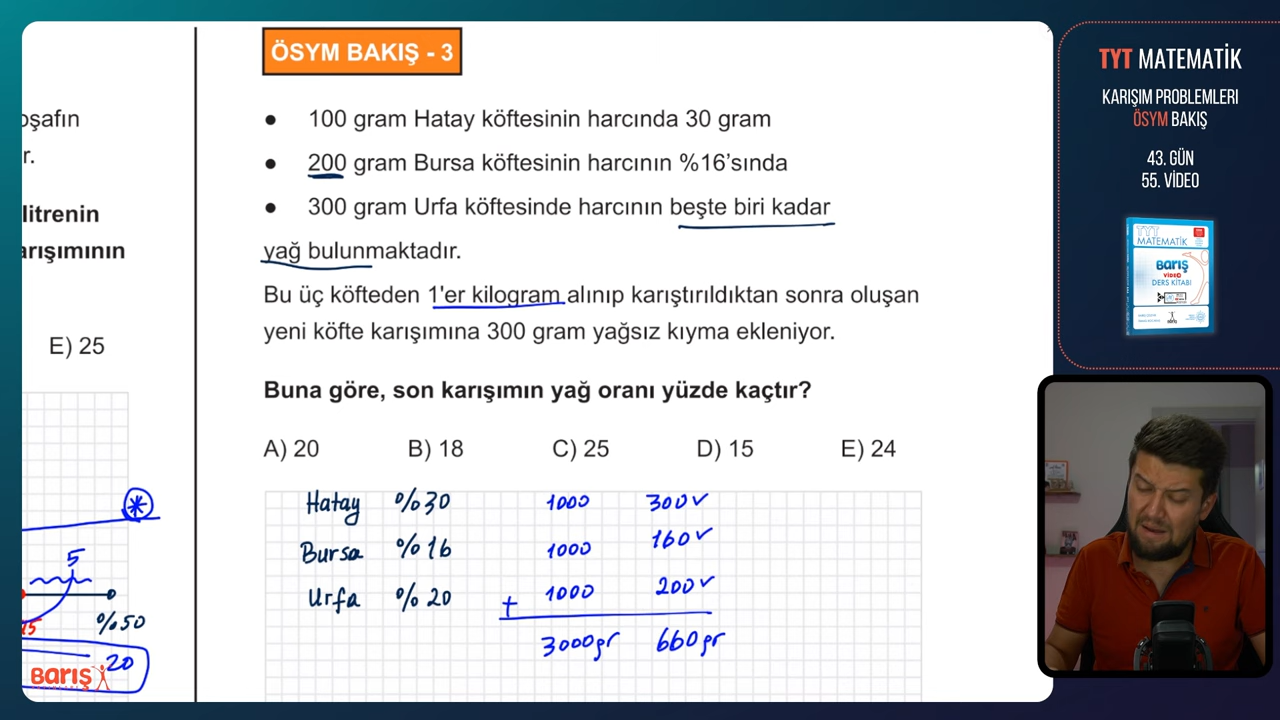 oşafın
r.
litrenin
arışımının
E) 25
5
%50
15
20
BARIŞ
ÖSYM BAKIŞ - 3
● 100 gram Hatay köftesinin harcında 30 gram
● 200 gram Bursa köftesinin harcının %16'sında
● 300 gram Urfa köftesinde harcının beşte biri kadar
yağ bulunmaktadır.
Bu üç köfteden 1'er kilogram alınıp karıştırıldıktan sonra oluşan
yeni köfte karışımına 300 gram yağsız kıyma ekleniyor.
Buna göre, son karışımın yağ oranı yüzde kaçtır?
A) 20 B) 18 C) 25 D) 15 E) 24
Hatay %30 1000 300
Bursa %16 1000 160
Urfa %20 + 1000 200
3000gr 660gr
TYT MATEMATİK
KARIŞIM PROBLEMLERI
ÖSYM BAKIŞ
43. GÜN
55. VİDEO
TYT
MATEMATİK
BARIŞ
VİDEO
DERS KİTABI